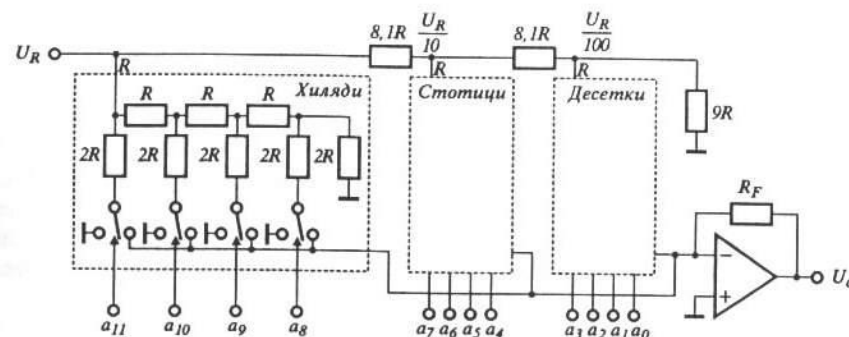 U_R
8,1R
U_R/10
8,1R
U_R/100
R
R
R
Хиляди
Стотици
Десетки
R
R
R
2R
2R
2R
2R
2R
9R
R_F
−
+
a_11
a_10
a_9
a_8
a_7
a_6
a_5
a_4
a_3
a_2
a_1
a_0